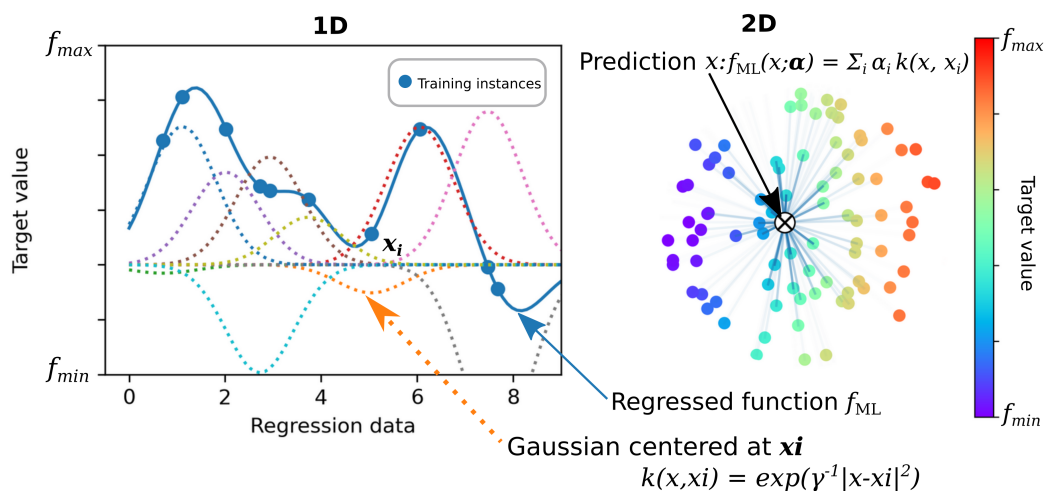 1D
2D
f_max
Training instances
Target value
x_i
f_min
0 2 4 6 8
Regression data
Prediction x:f_ML(x;α) = Σ_i α_i k(x, x_i)
f_max
Target value
f_min
Regressed function f_ML
Gaussian centered at xi
k(x,xi) = exp(γ⁻¹|x-xi|²)